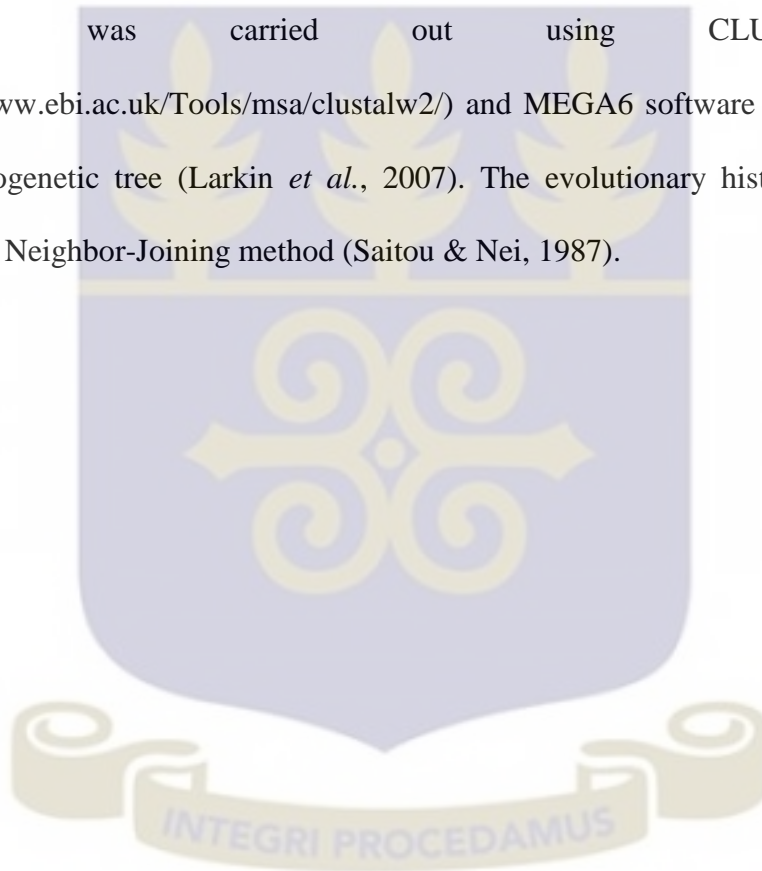 was carried out using CLU
ww.ebi.ac.uk/Tools/msa/clustalw2/) and MEGA6 software
ogenetic tree (Larkin et al., 2007). The evolutionary hist
Neighbor-Joining method (Saitou & Nei, 1987).
INTEGRI PROCEDAMUS